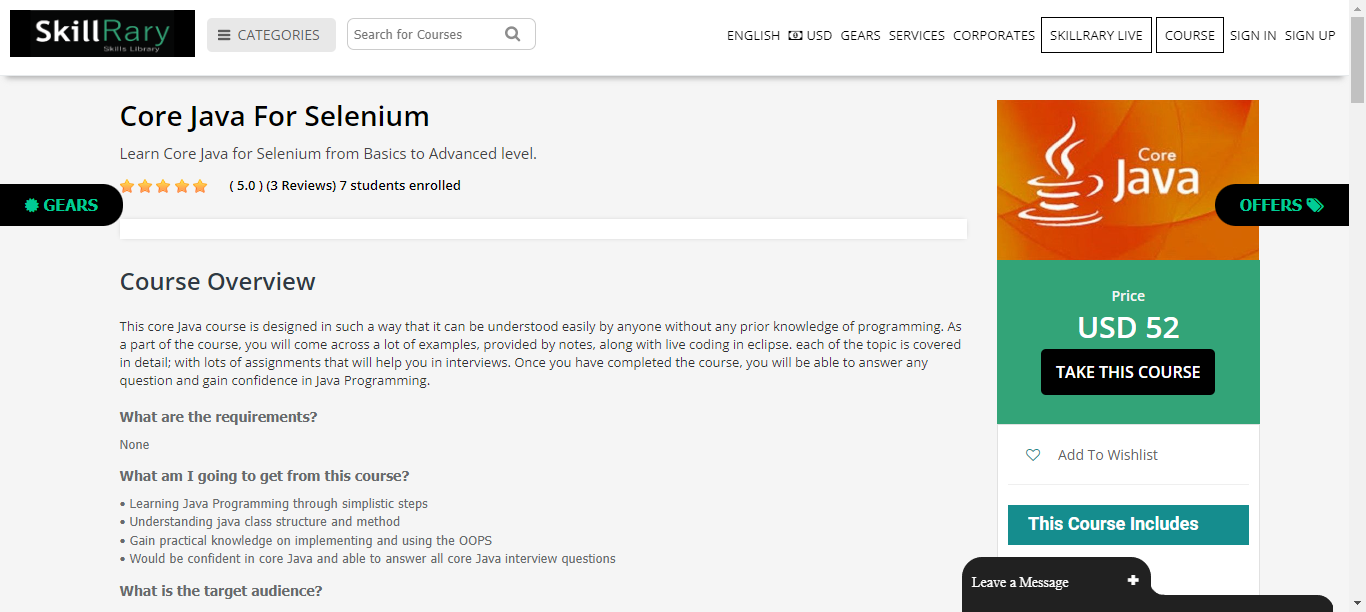 SkillRary
Skills Library
CATEGORIES
Search for Courses
ENGLISH USD GEARS SERVICES CORPORATES SKILLRARY LIVE COURSE SIGN IN SIGN UP
Core Java For Selenium
Learn Core Java for Selenium from Basics to Advanced level.
( 5.0 ) (3 Reviews) 7 students enrolled
GEARS
Core
Java
OFFERS
Course Overview
This core Java course is designed in such a way that it can be understood easily by anyone without any prior knowledge of programming. As
a part of the course, you will come across a lot of examples, provided by notes, along with live coding in eclipse. each of the topic is covered
in detail; with lots of assignments that will help you in interviews. Once you have completed the course, you will be able to answer any
question and gain confidence in Java Programming.
What are the requirements?
None
What am I going to get from this course?
• Learning Java Programming through simplistic steps
• Understanding java class structure and method
• Gain practical knowledge on implementing and using the OOPS
• Would be confident in core Java and able to answer all core Java interview questions
What is the target audience?
Price
USD 52
TAKE THIS COURSE
Add To Wishlist
This Course Includes
Leave a Message